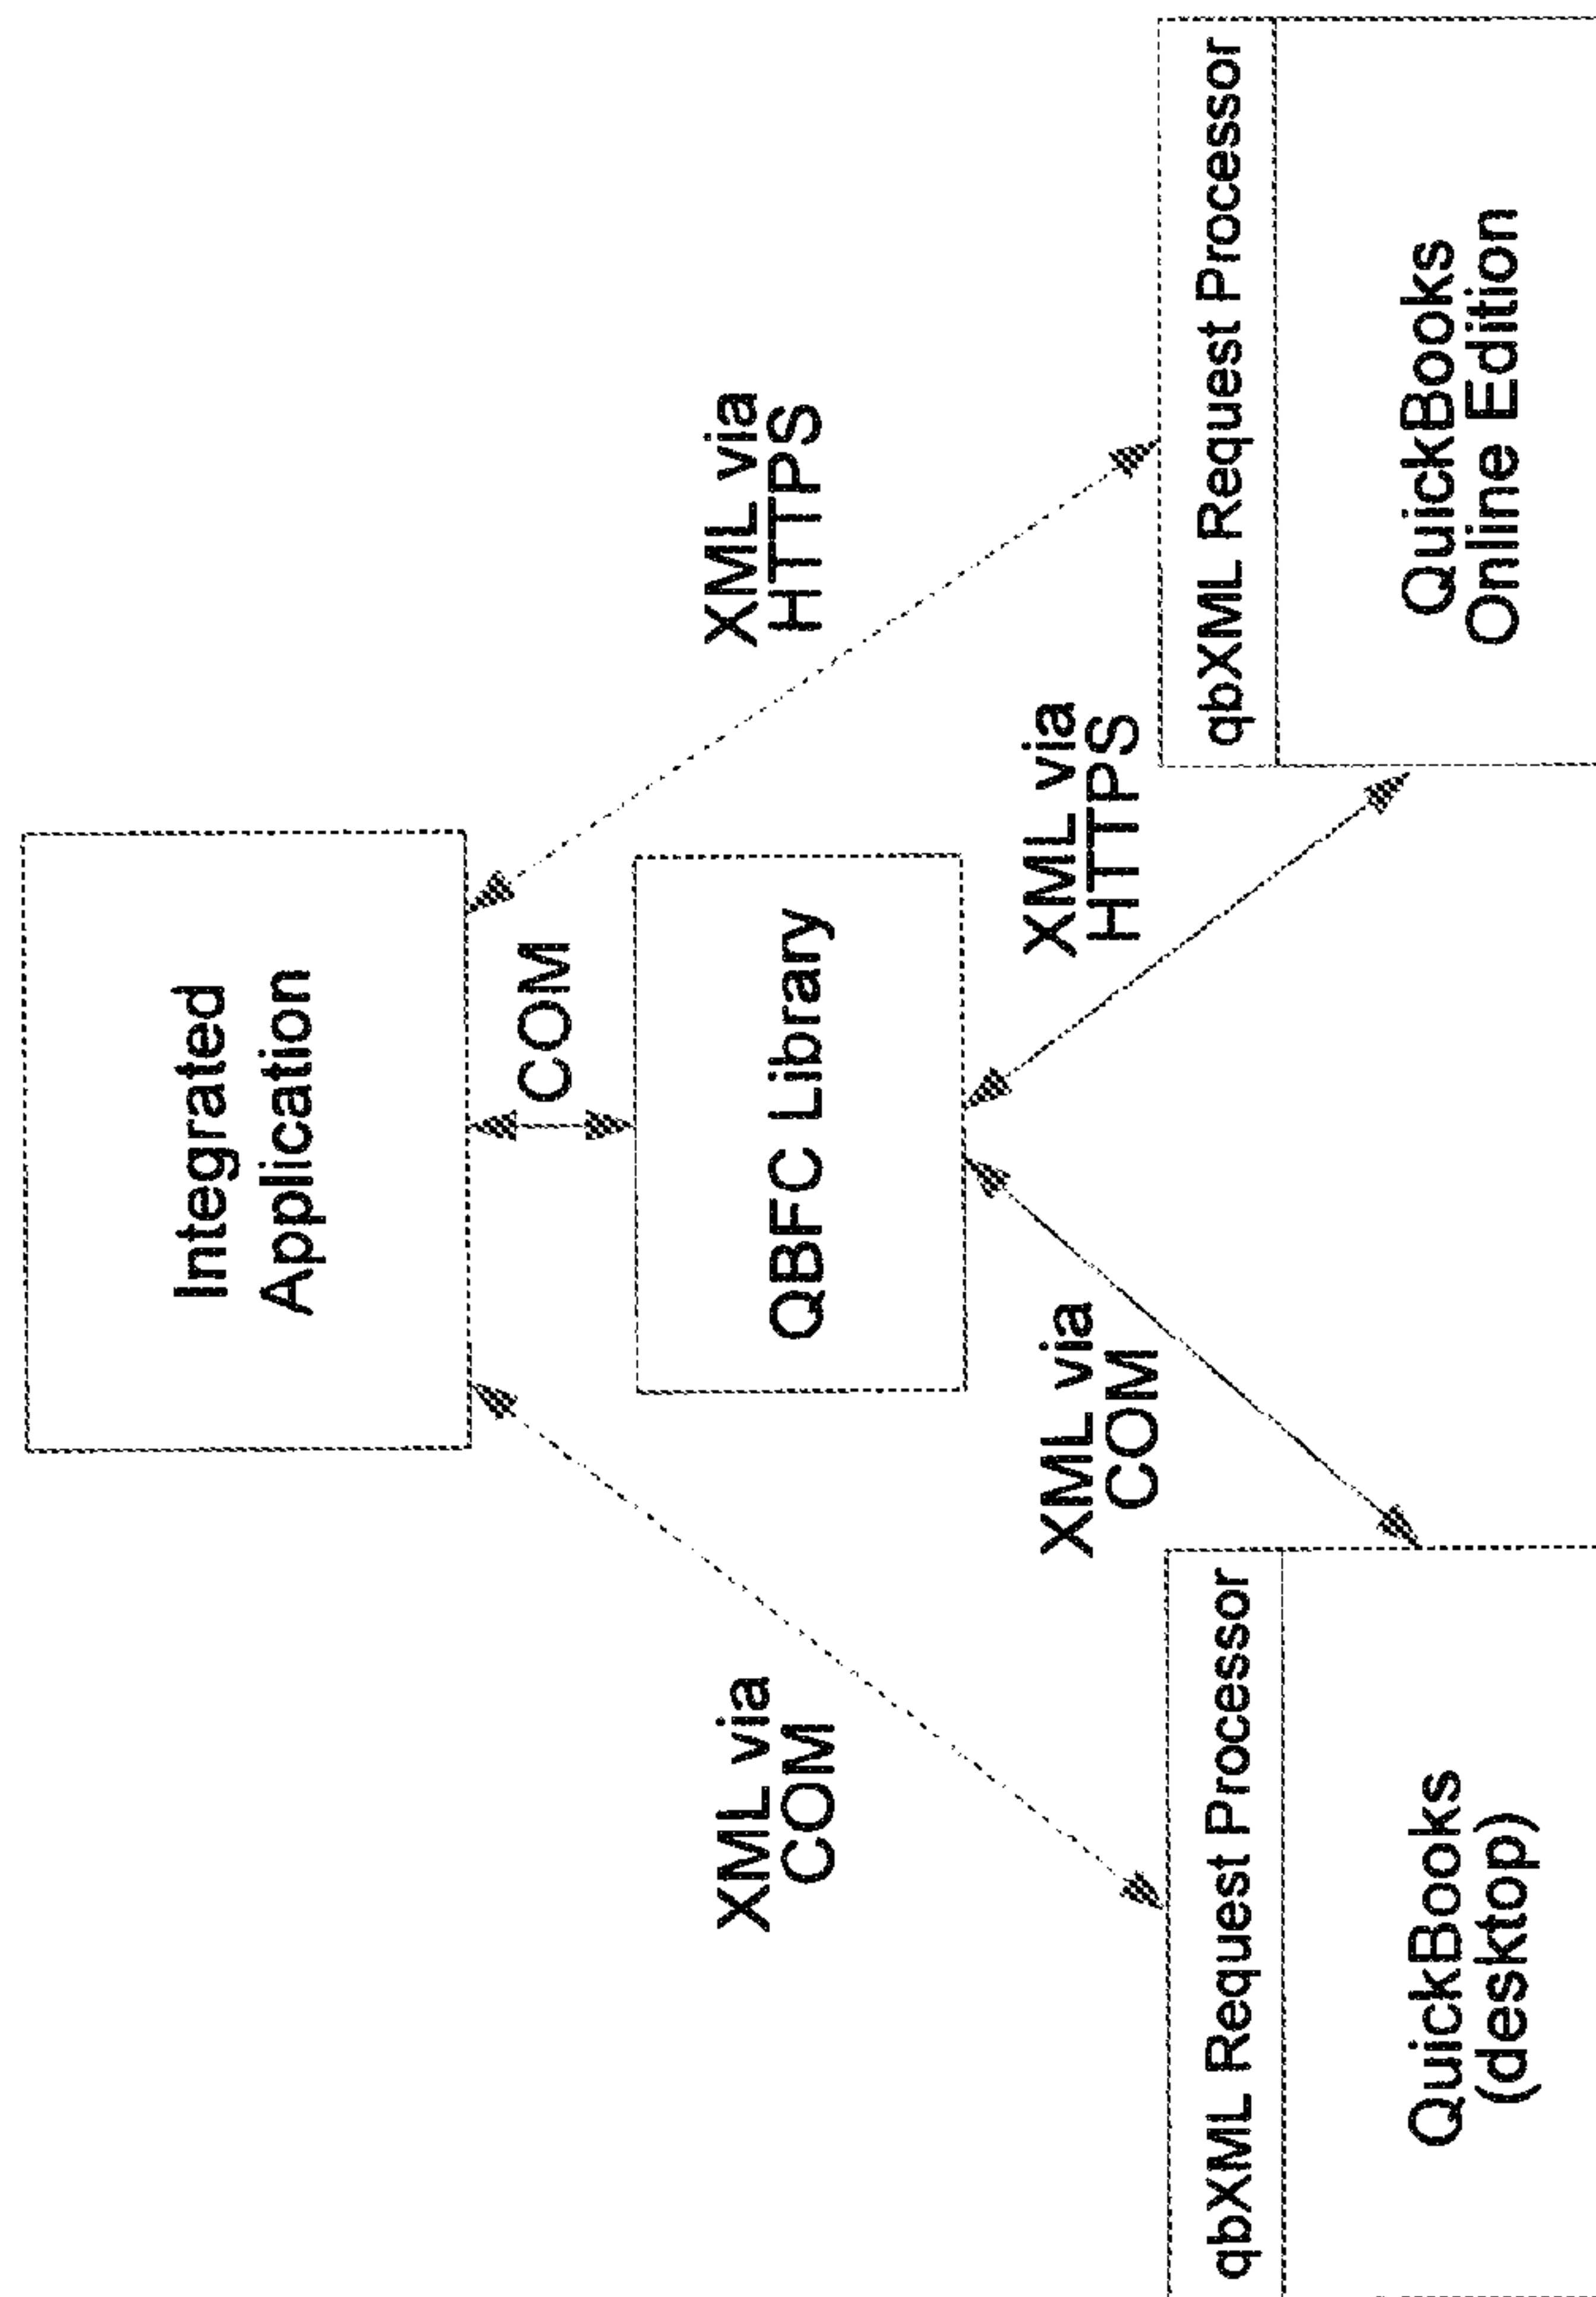 Integrated
Application
COM
QBFC Library
XML via
COM
XML via
HTTPS
XML via
COM
XML via
HTTPS
qbXML Request Processor
QuickBooks
(desktop)
qbXML Request Processor
QuickBooks
Online Edition